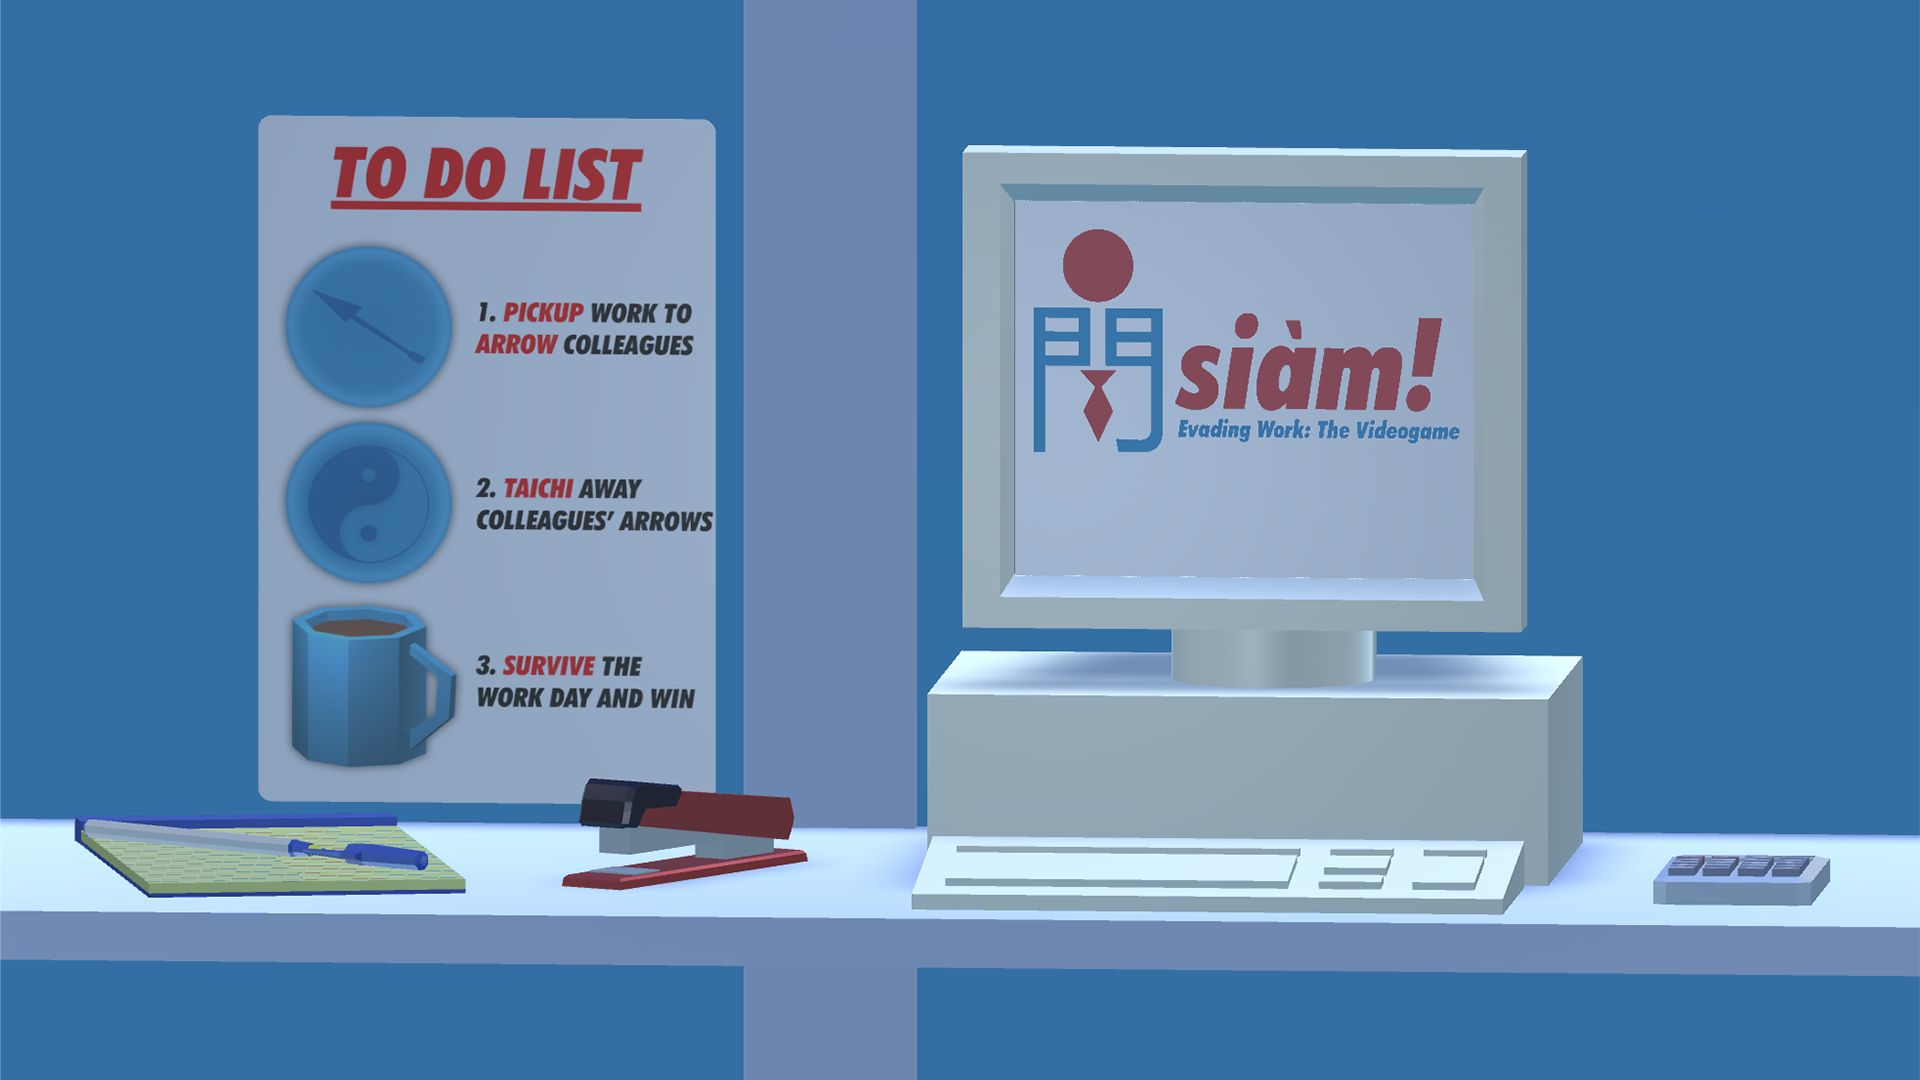 TO DO LIST
1. PICKUP WORK TO
ARROW COLLEAGUES
2. TAICHI AWAY
COLLEAGUES' ARROWS
3. SURVIVE THE
WORK DAY AND WIN
門
siàm!
Evading Work: The Videogame